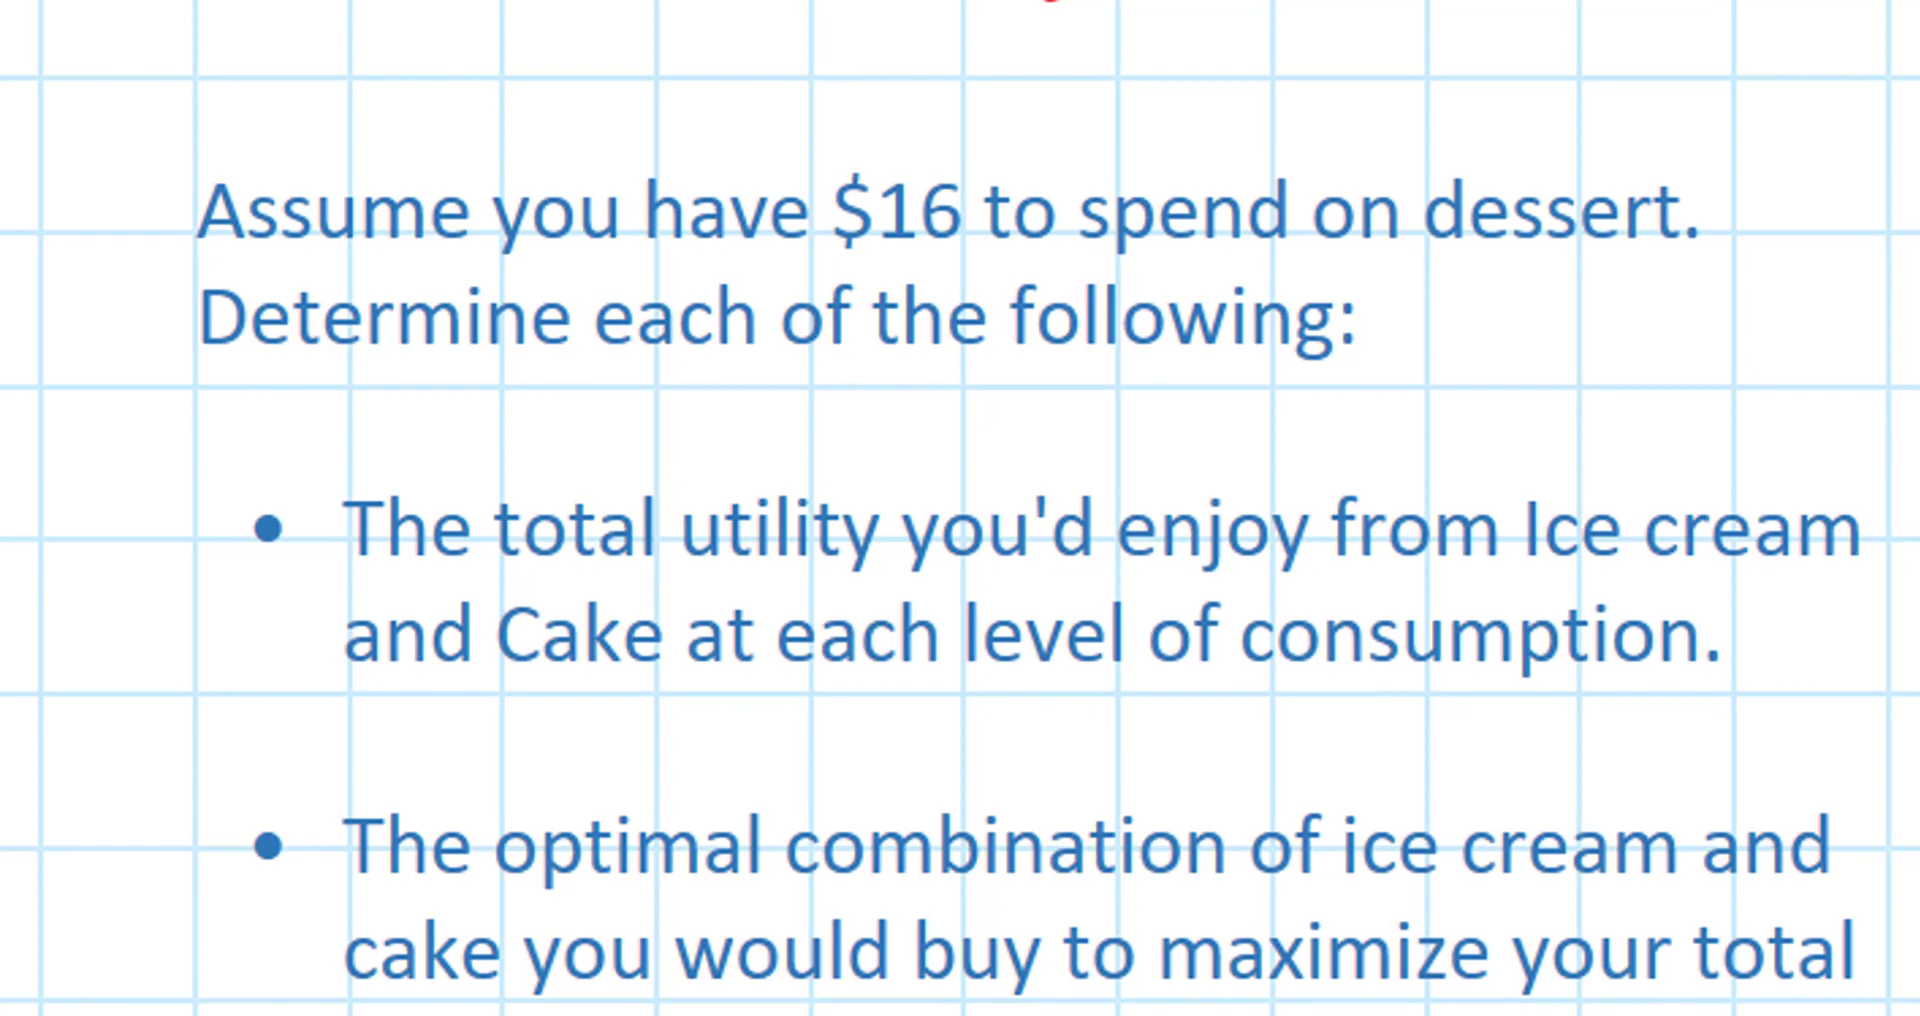 Assume you have $16 to spend on dessert.
Determine each of the following:
• The total utility you'd enjoy from Ice cream
and Cake at each level of consumption.
• The optimal combination of ice cream and
cake you would buy to maximize your total